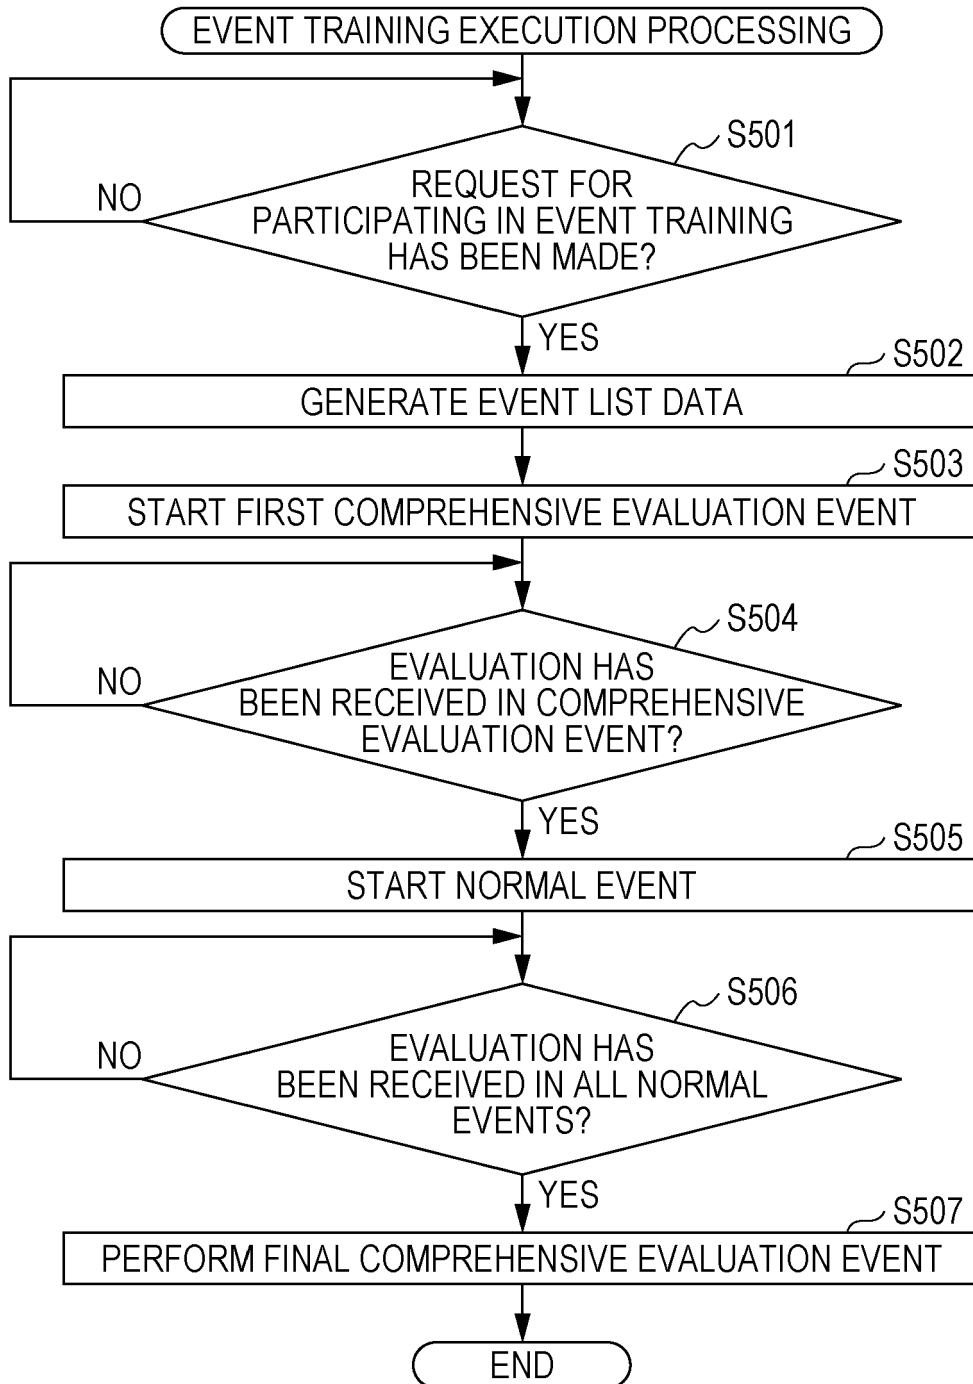 EVENT TRAINING EXECUTION PROCESSING
S501
REQUEST FOR
PARTICIPATING IN EVENT TRAINING
HAS BEEN MADE?
NO
YES
S502
GENERATE EVENT LIST DATA
S503
START FIRST COMPREHENSIVE EVALUATION EVENT
S504
EVALUATION HAS
BEEN RECEIVED IN COMPREHENSIVE
EVALUATION EVENT?
NO
YES
S505
START NORMAL EVENT
S506
EVALUATION HAS
BEEN RECEIVED IN ALL NORMAL
EVENTS?
NO
YES
S507
PERFORM FINAL COMPREHENSIVE EVALUATION EVENT
END